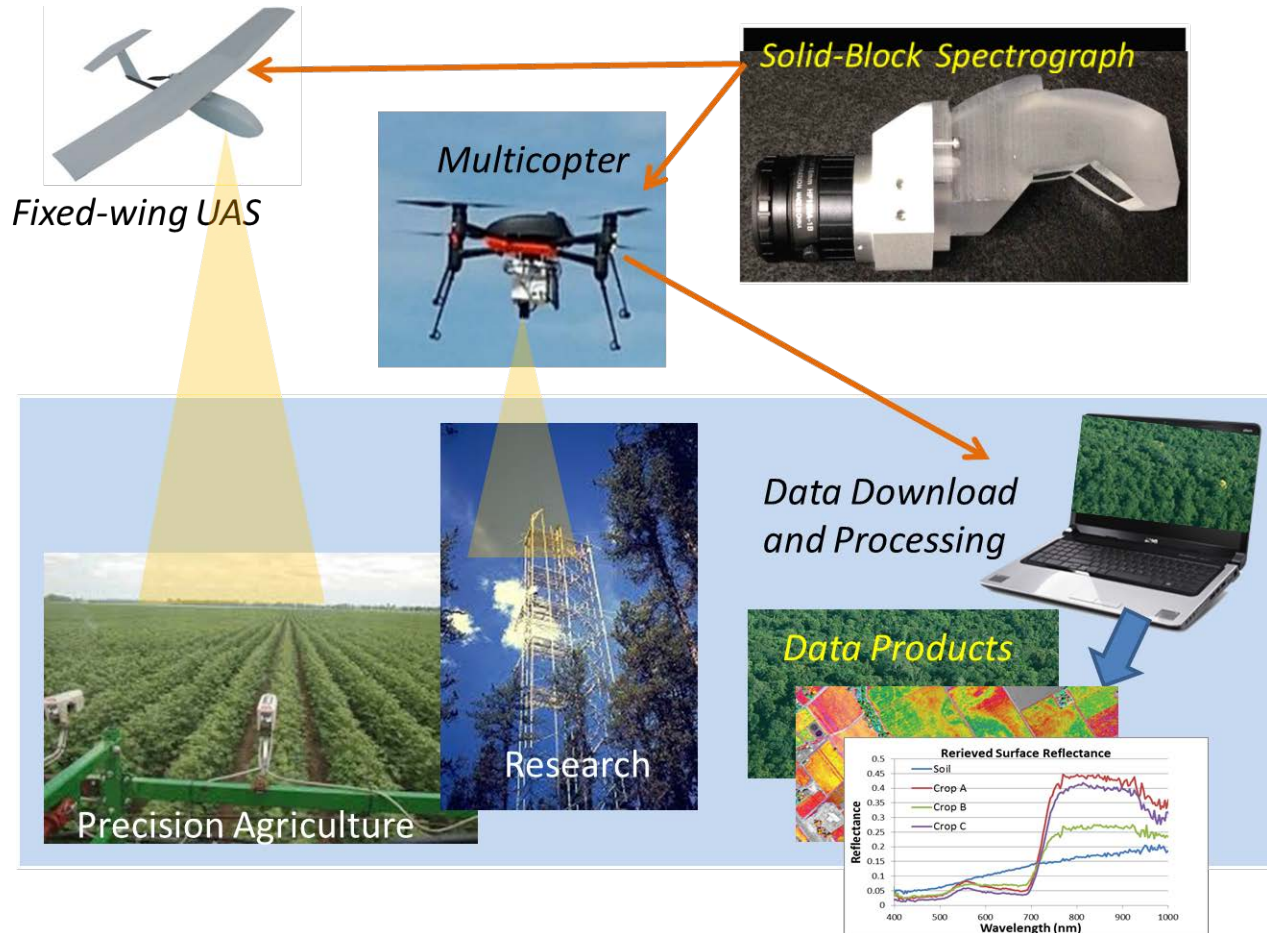 Solid-Block Spectrograph
Multicopter
Fixed-wing UAS
Data Download
and Processing
Data Products
Research
Precision Agriculture
Rerieved Surface Reflectance
Reflectance
0.5
0.45
0.4
0.35
0.3
0.25
0.2
0.15
0.1
0.05
0
Soil
Crop A
Crop B
Crop C
400
500
600
700
800
900
1000
Wavelength (nm)